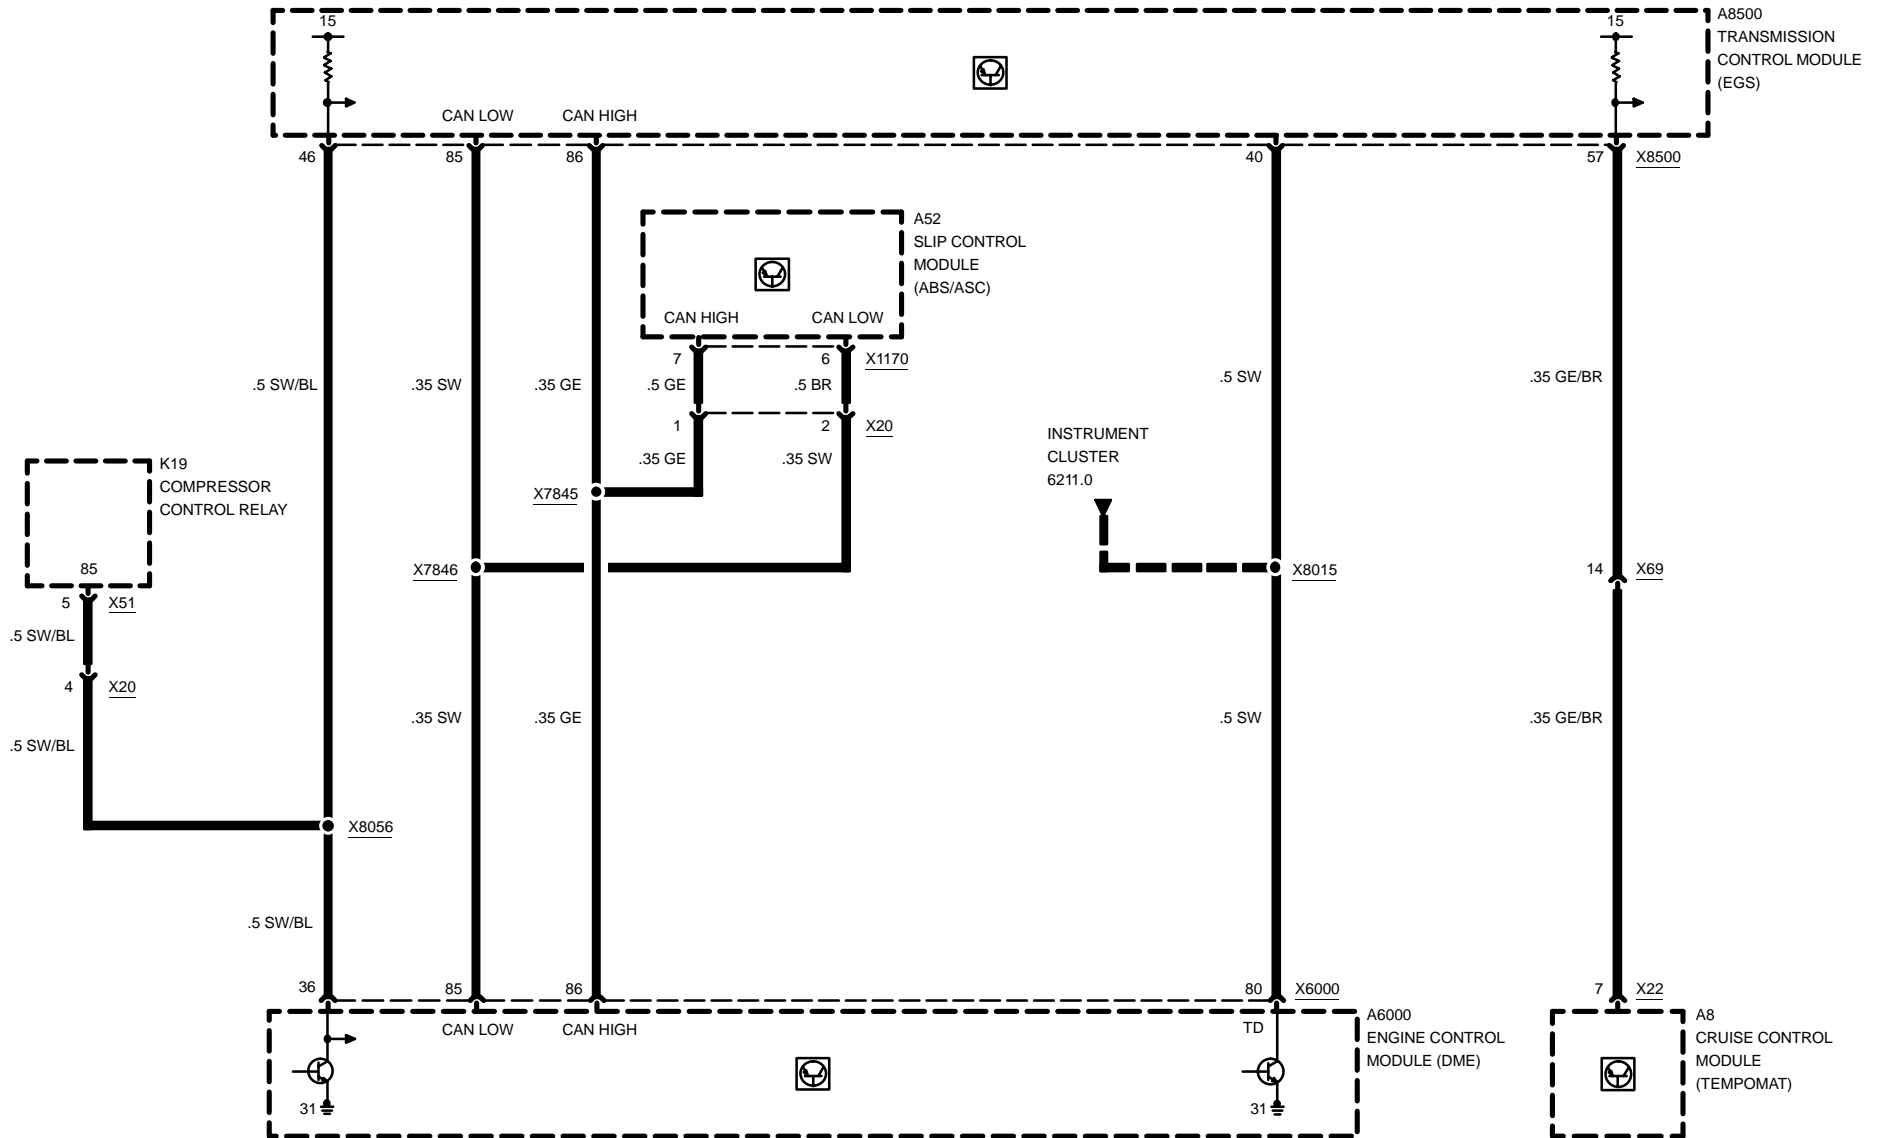 15
15
A8500
TRANSMISSION
CONTROL MODULE
(EGS)
CAN LOW
CAN HIGH
46
85
86
40
57
X8500
A52
SLIP CONTROL
MODULE
(ABS/ASC)
CAN HIGH
CAN LOW
7
6
X1170
.5 SW/BL
.35 SW
.35 GE
.5 GE
.5 BR
.5 SW
.35 GE/BR
1
2
X20
.35 GE
.35 SW
INSTRUMENT
CLUSTER
6211.0
K19
COMPRESSOR
CONTROL RELAY
X7845
85
X7846
X8015
14
X69
5
X51
.5 SW/BL
4
X20
.5 SW/BL
.35 SW
.35 GE
.5 SW
.35 GE/BR
X8056
.5 SW/BL
36
85
86
80
X6000
7
X22
CAN LOW
CAN HIGH
TD
A6000
ENGINE CONTROL
MODULE (DME)
A8
CRUISE CONTROL
MODULE
(TEMPOMAT)
31
31